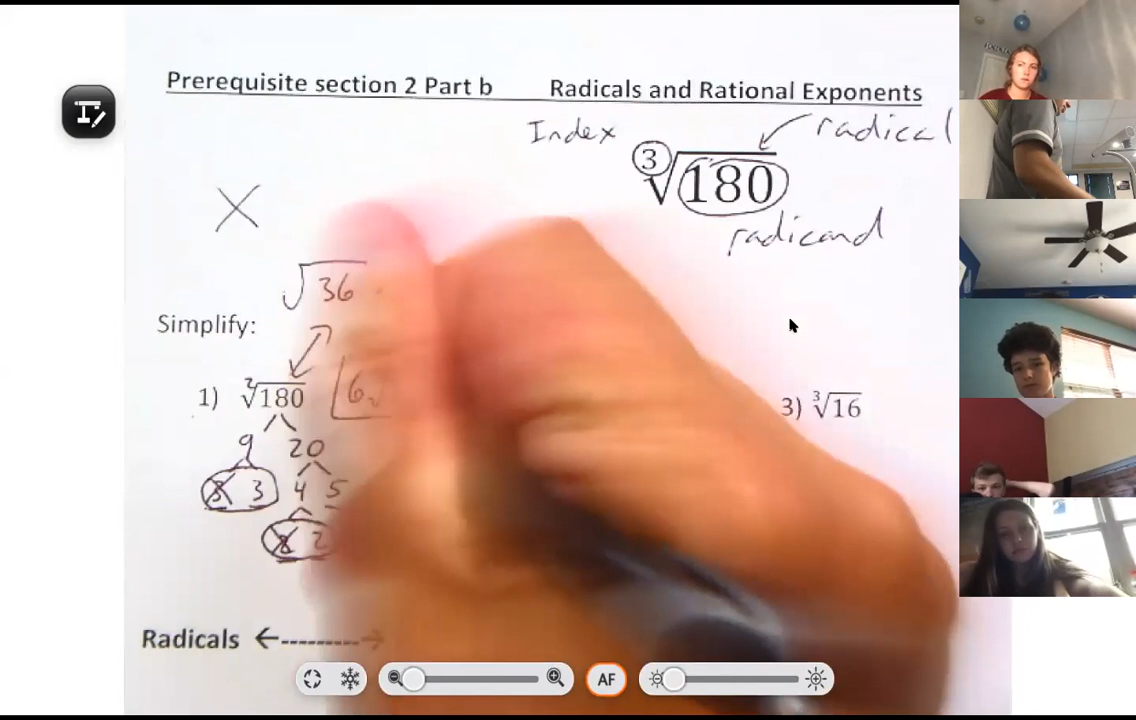 Prerequisite section 2 Part b Radicals and Rational Exponents
Index
radical
∛180
radicand
X
√36
Simplify:
1) ²√180
6√
3) ³√16
9 20
3 3 4 5
2 2
Radicals <--------->
AF